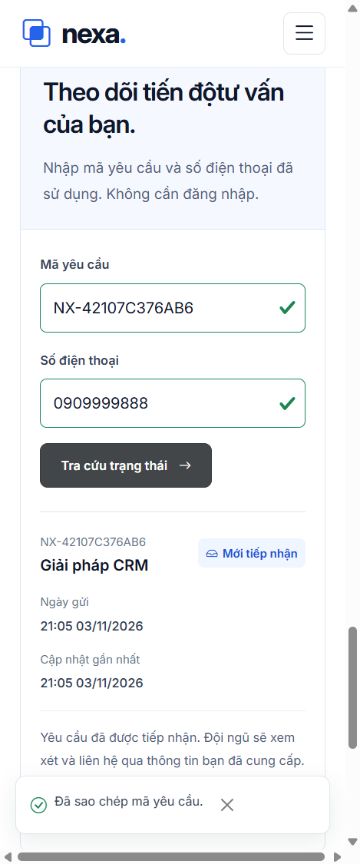 nexa.
Theo dõi tiến độtư vấn
của bạn.
Nhập mã yêu cầu và số điện thoại đã
sử dụng. Không cần đăng nhập.
Mã yêu cầu
NX-42107C376AB6
Số điện thoại
0909999888
Tra cứu trạng thái →
NX-42107C376AB6
Giải pháp CRM
Mới tiếp nhận
Ngày gửi
21:05 03/11/2026
Cập nhật gần nhất
21:05 03/11/2026
Yêu cầu đã được tiếp nhận. Đội ngũ sẽ xem
xét và liên hệ qua thông tin bạn đã cung cấp.
Đã sao chép mã yêu cầu.